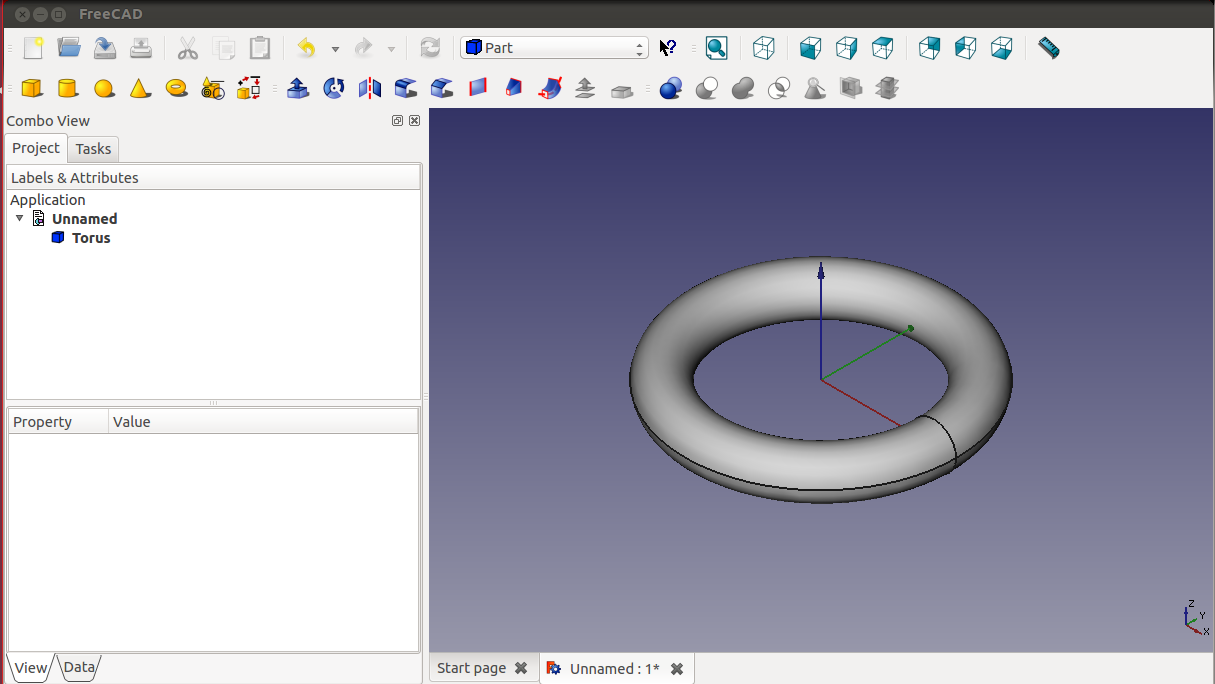 FreeCAD
Part
Combo View
Project Tasks
Labels & Attributes
Application
Unnamed
Torus
Property Value
View Data
Start page Unnamed : 1*
Z
Y
X